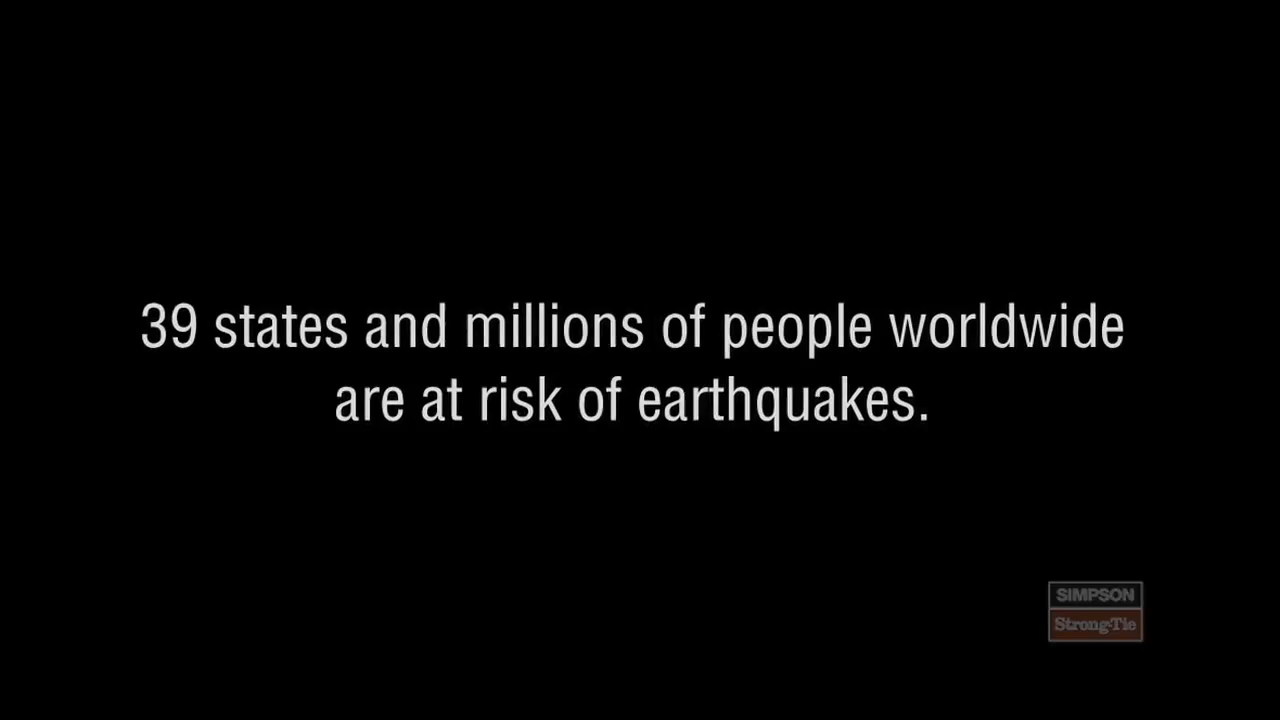 39 states and millions of people worldwide
are at risk of earthquakes.
SIMPSON
Strong-Tie